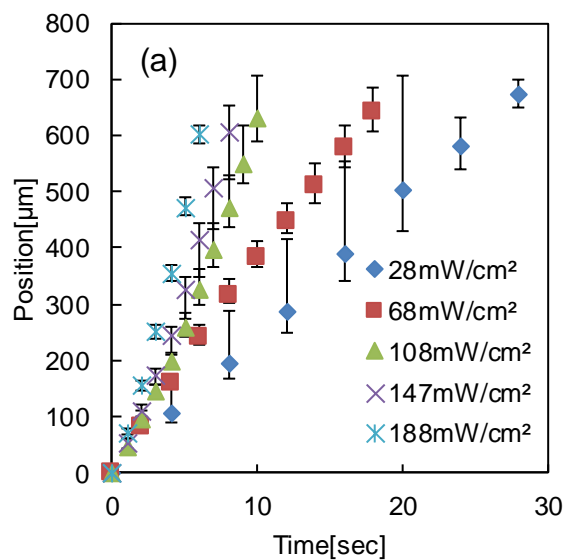 (a)
Position[µm]
800
700
600
500
400
300
200
100
0
28mW/cm²
68mW/cm²
108mW/cm²
147mW/cm²
188mW/cm²
0 10 20 30
Time[sec]